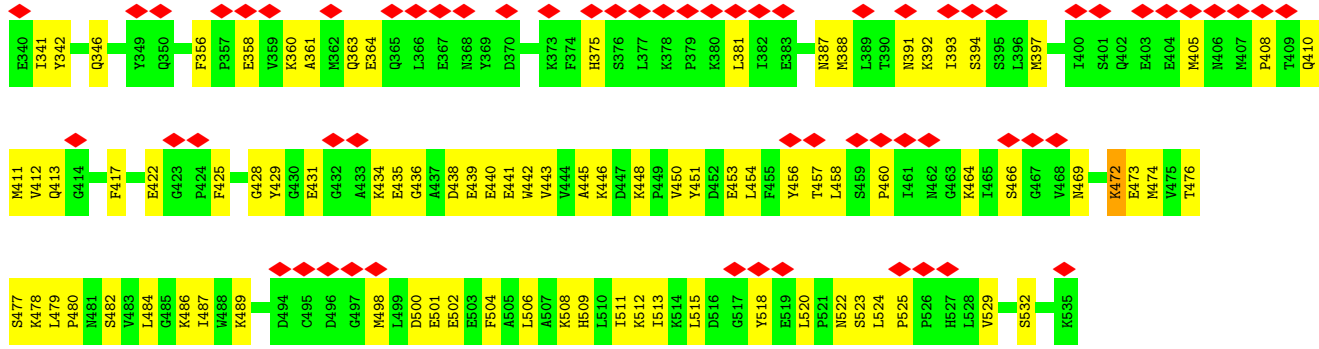 E340 I341 Y342 Q346 Y349 Q350 F356 P357 E358 V359 K360 A361 M362 Q363 E364 Q365 L366 E367 N368 Y369 D370 K373 F374 H375 S376 L377 K378 P379 K380 L381 I382 E383 N387 M388 L389 T390 N391 K392 I393 S394 S395 L396 M397 I400 S401 Q402 E403 E404 M405 N406 M407 P408 T409 Q410
M411 V412 Q413 G414 F417 E422 G423 P424 F425 G428 Y429 G430 E431 G432 A433 K434 E435 G436 A437 D438 E439 E440 E441 W442 V443 V444 A445 K446 D447 K448 P449 V450 Y451 D452 E453 L454 F455 Y456 T457 L458 S459 P460 I461 N462 G463 K464 I465 S466 G467 V468 N469 K472 E473 M474 V475 T476
S477 K478 L479 P480 N481 S482 V483 L484 G485 K486 I487 W488 K489 D494 C495 D496 G497 M498 L499 D500 E501 E502 E503 F504 A505 L506 A507 K508 H509 L510 I511 K512 I513 K514 L515 D516 G517 Y518 E519 L520 P521 N522 S523 L524 P525 P526 H527 L528 V529 S532 K535